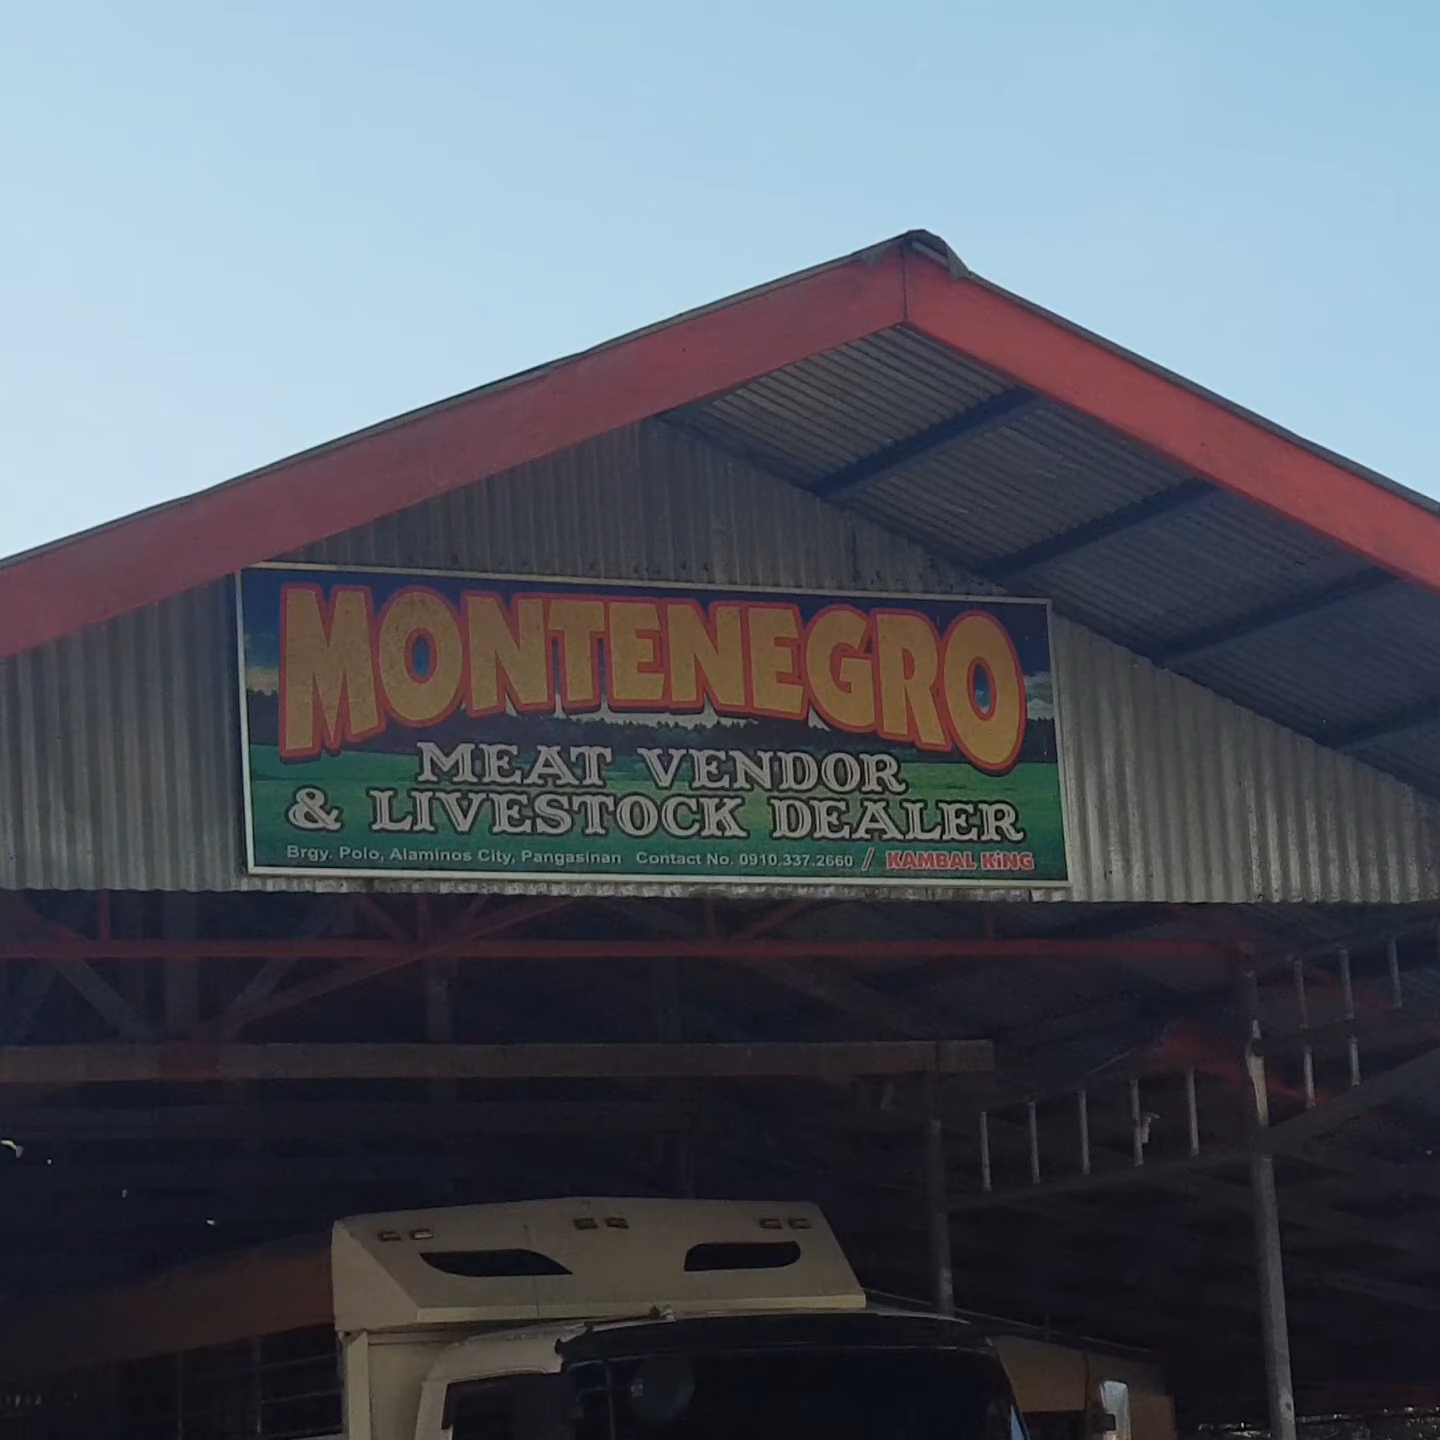 MONTENEGRO
MEAT VENDOR
& LIVESTOCK DEALER
Brgy. Polo, Alaminos City, Pangasinan Contact No. 0910.337.2660 / KAMBAL KiNG